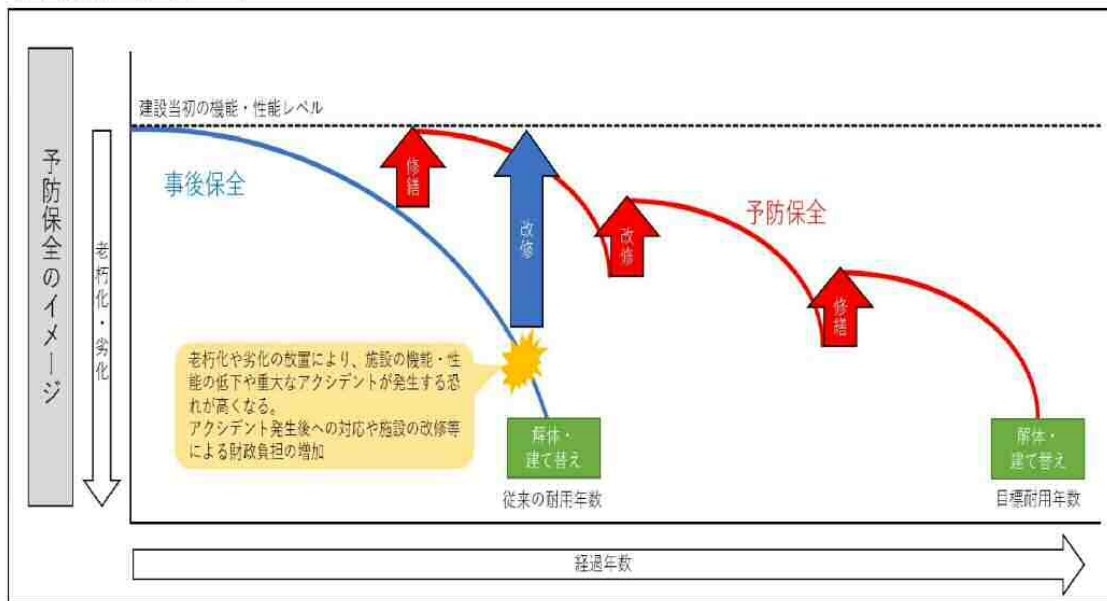 予防保全のイメージ
老朽化・劣化
建設当初の機能・性能レベル
事後保全
修繕
改修
改修
予防保全
修繕
老朽化や劣化の放置により、施設の機能・性
能の低下や重大なアクシデントが発生する恐
れが高くなる。
アクシデント発生後への対応や施設の改修等
による財政負担の増加
解体・
建て替え
従来の耐用年数
解体・
建て替え
目標耐用年数
経過年数